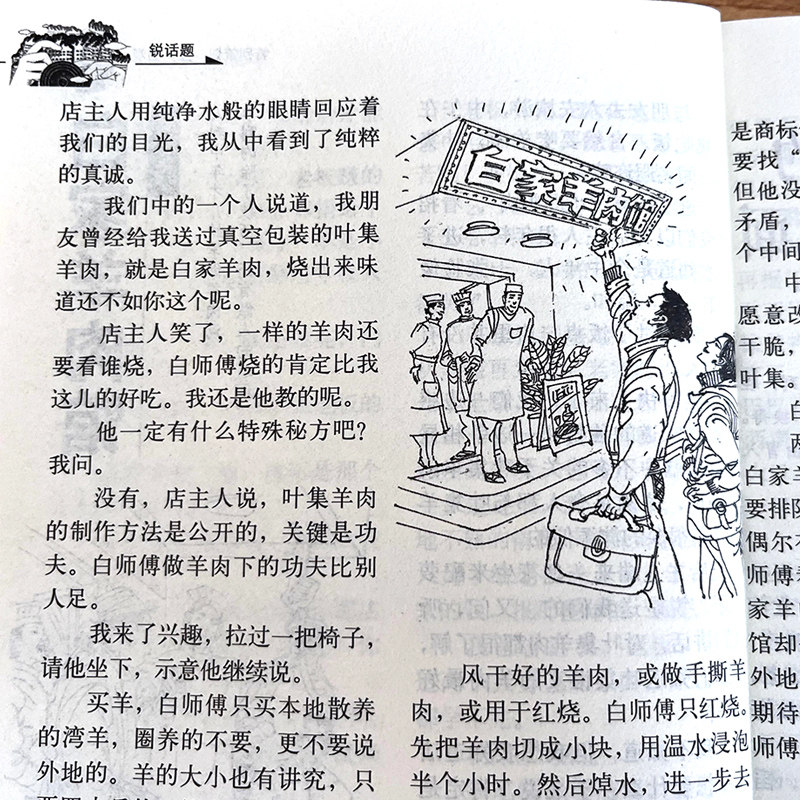 锐话题
店主人用纯净水般的眼睛回应着
我们的目光，我从中看到了纯粹
的真诚。
我们中的一个人说道，我朋
友曾经给我送过真空包装的叶集
羊肉，就是白家羊肉，烧出来味
道还不如你这个呢。
店主人笑了，一样的羊肉还
要看谁烧，白师傅烧的肯定比我
这儿的好吃。我还是他教的呢。
他一定有什么特殊秘方吧？
我问。
没有，店主人说，叶集羊肉
的制作方法是公开的，关键是功
夫。白师傅做羊肉下的功夫比别
人足。
我来了兴趣，拉过一把椅子，
请他坐下，示意他继续说。
买羊，白师傅只买本地散养
的湾羊，圈养的不要，更不要说
外地的。羊的大小也有讲究，只
白家羊肉馆
风干好的羊肉，或做手撕羊
肉，或用于红烧。白师傅只红烧。
先把羊肉切成小块，用温水浸泡
半个小时。然后焯水，进一步去
是商标
要找“
但他没
矛盾，
个中间
中
愿意改
干脆，
叶集。
白
两
白家羊
要排队
偶尔本
师傅看
家羊肉
馆却
外地
期待
师傅